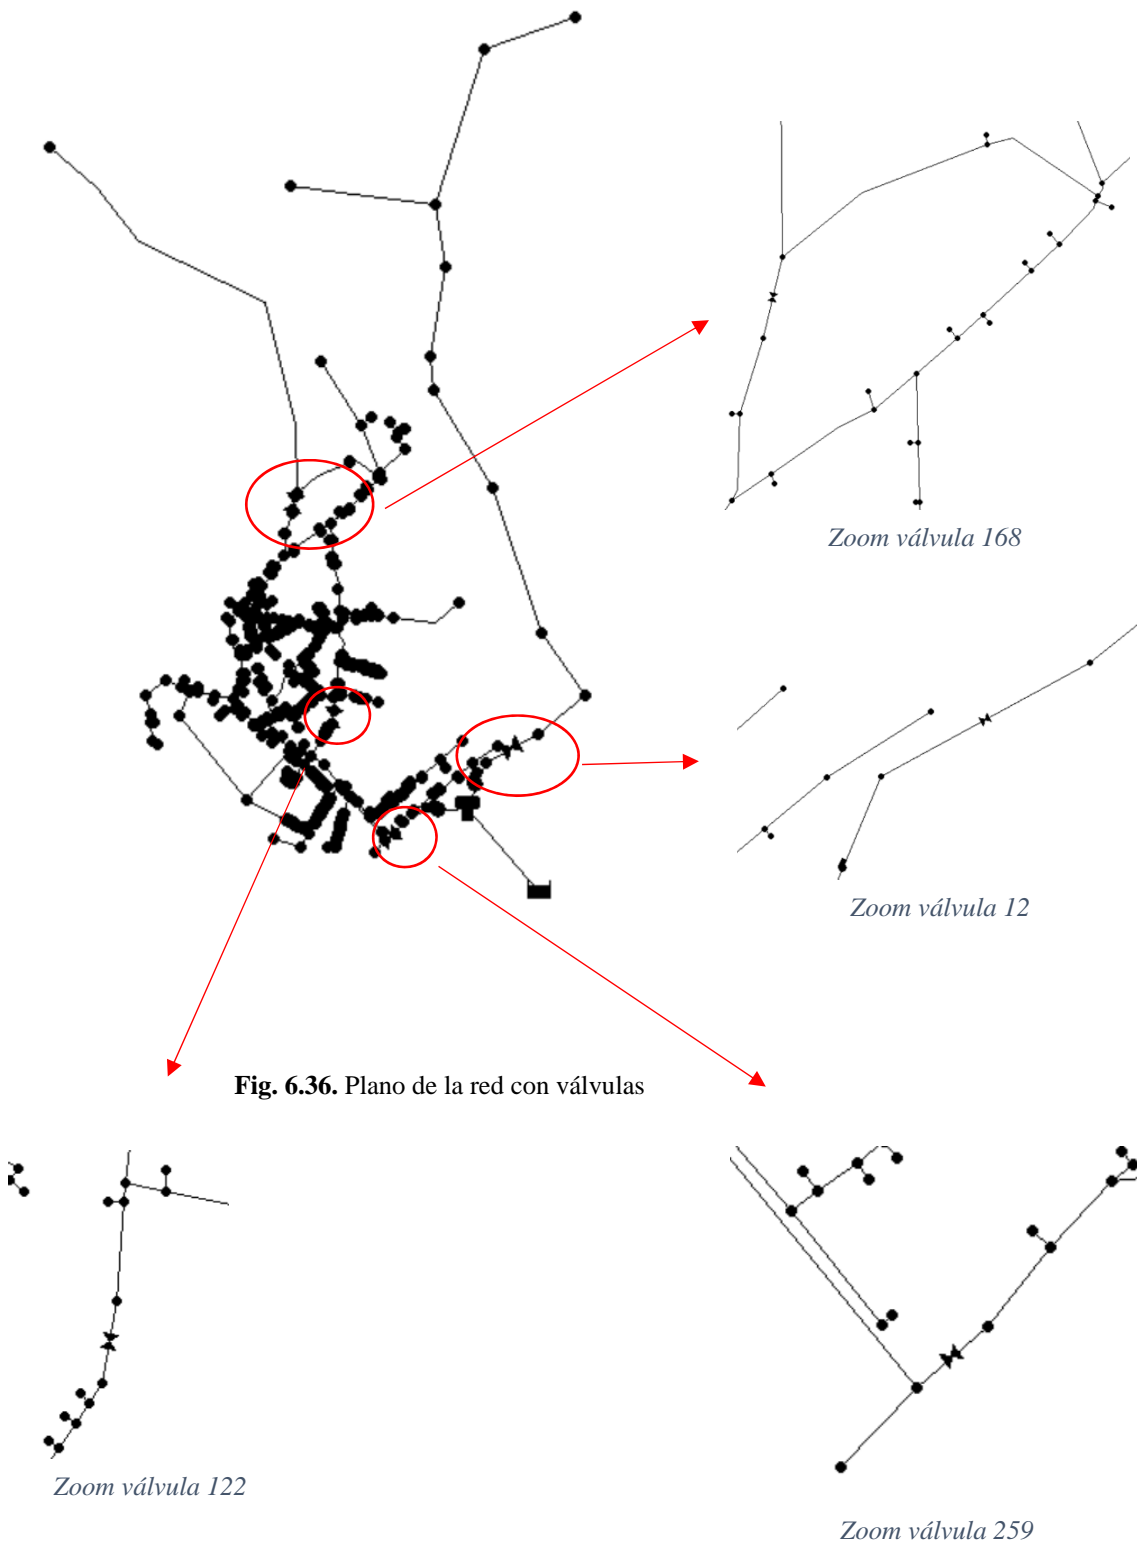 Zoom válvula 168
Zoom válvula 12
Fig. 6.36. Plano de la red con válvulas
Zoom válvula 122
Zoom válvula 259